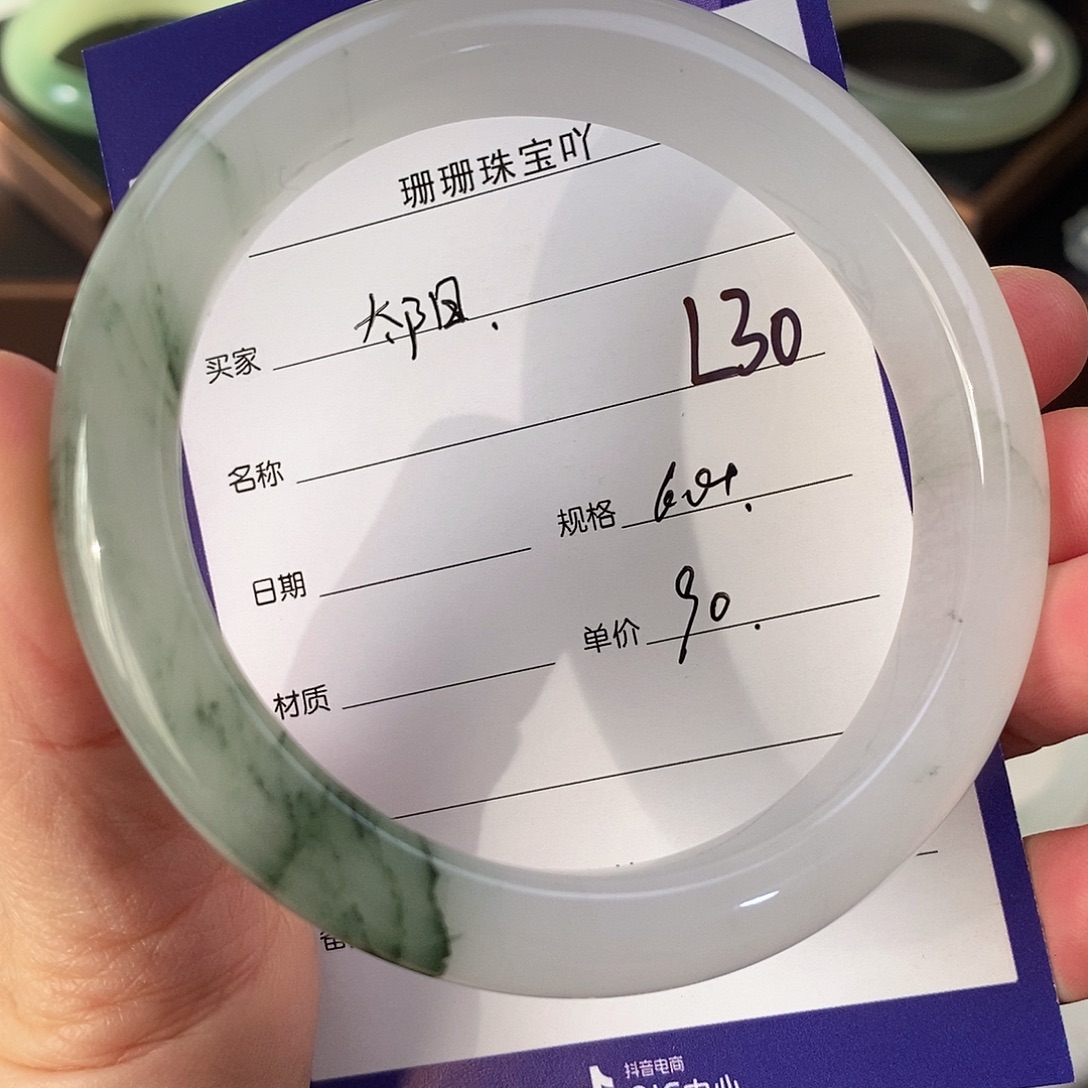 珊珊珠宝吖
买家 太阳.
L30
名称
规格
日期
单价 90.
材质
抖音电商